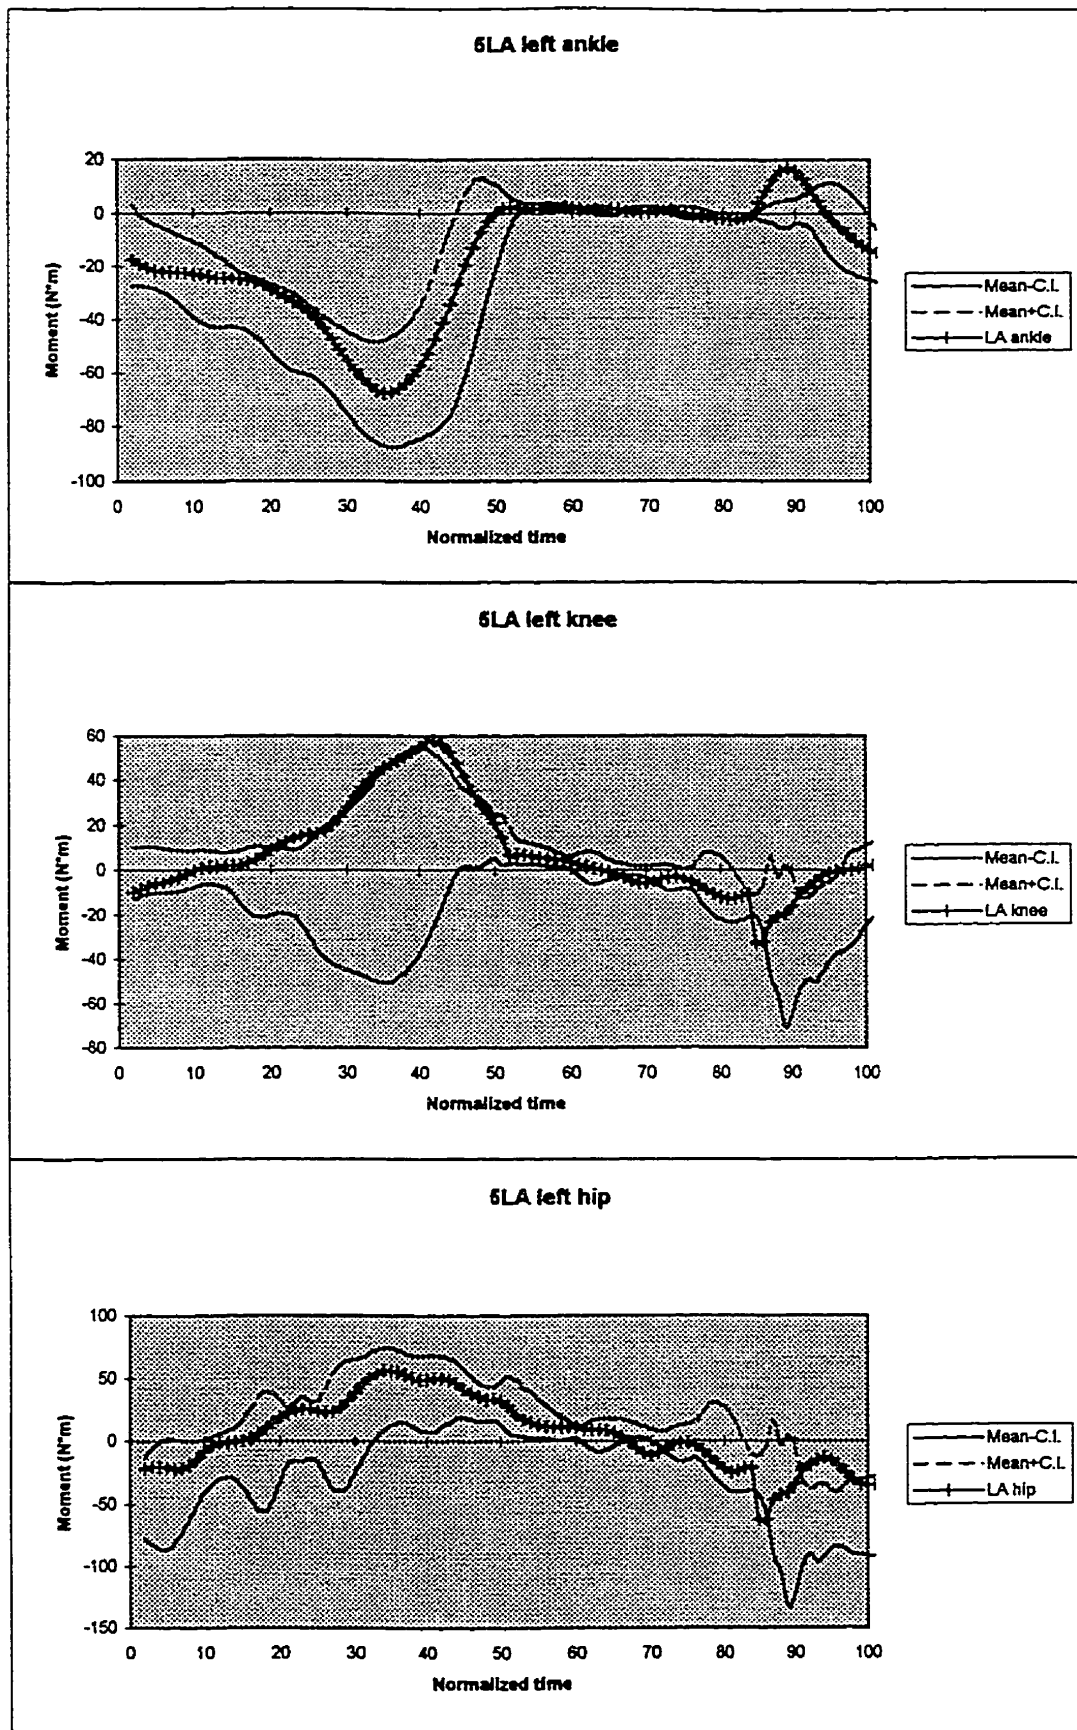 5LA left ankle
20
0
-20
-40
-60
-80
-100
Moment (N*m)
0 10 20 30 40 50 60 70 80 90 100
Normalized time
Mean-C.I.
Mean+C.I.
LA ankle
5LA left knee
60
40
20
0
-20
-40
-60
-80
Moment (N*m)
0 10 20 30 40 50 60 70 80 90 100
Normalized time
Mean-C.I.
Mean+C.I.
LA knee
5LA left hip
100
50
0
-50
-100
-150
Moment (N*m)
0 10 20 30 40 50 60 70 80 90 100
Normalized time
Mean-C.I.
Mean+C.I.
LA hip